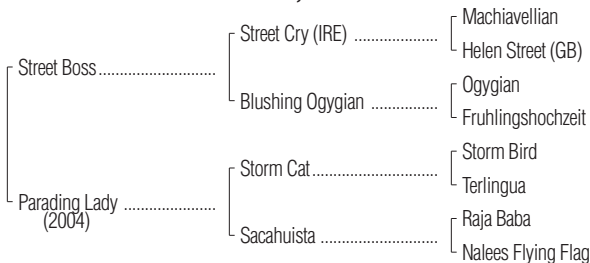 Machiavellian
Street Cry (IRE) ...................
Helen Street (GB)
Street Boss...........................
Ogygian
Blushing Ogygian ...............
Fruhlingshochzeit
Storm Bird
Storm Cat............................
Terlingua
Parading Lady .....................
(2004)
Raja Baba
Sacahuista ..........................
Nalees Flying Flag